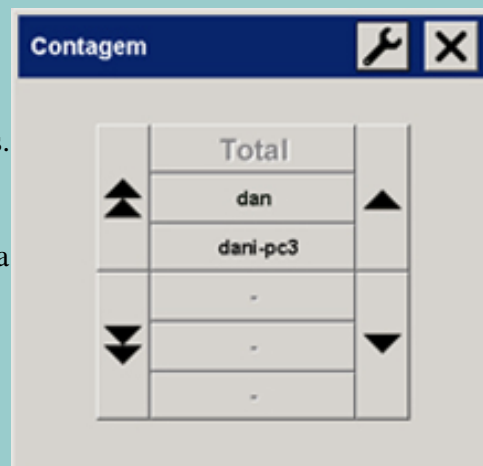 Contagem
s.
Total
dan
a
dani-pc3
-
-
-